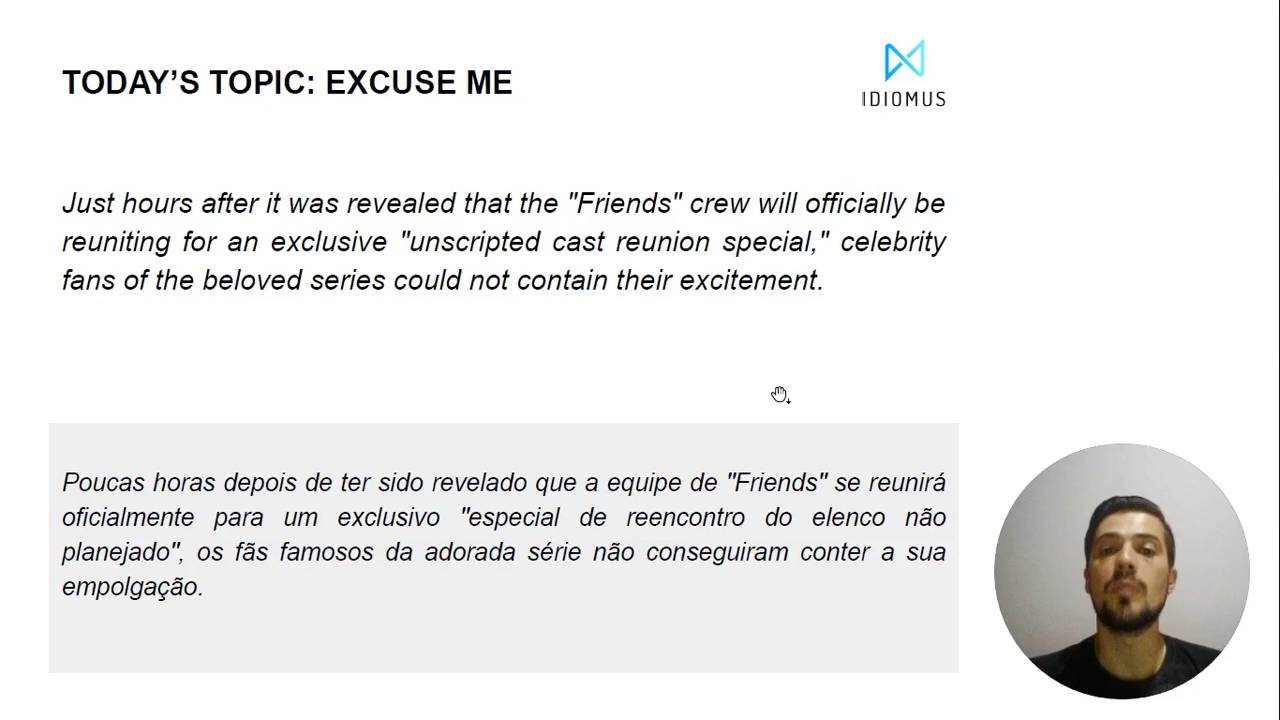 TODAY’S TOPIC: EXCUSE ME
IDIOMUS
Just hours after it was revealed that the "Friends" crew will officially be
reuniting for an exclusive "unscripted cast reunion special," celebrity
fans of the beloved series could not contain their excitement.
Poucas horas depois de ter sido revelado que a equipe de "Friends" se reunirá
oficialmente para um exclusivo "especial de reencontro do elenco não
planejado", os fãs famosos da adorada série não conseguiram conter a sua
empolgação.